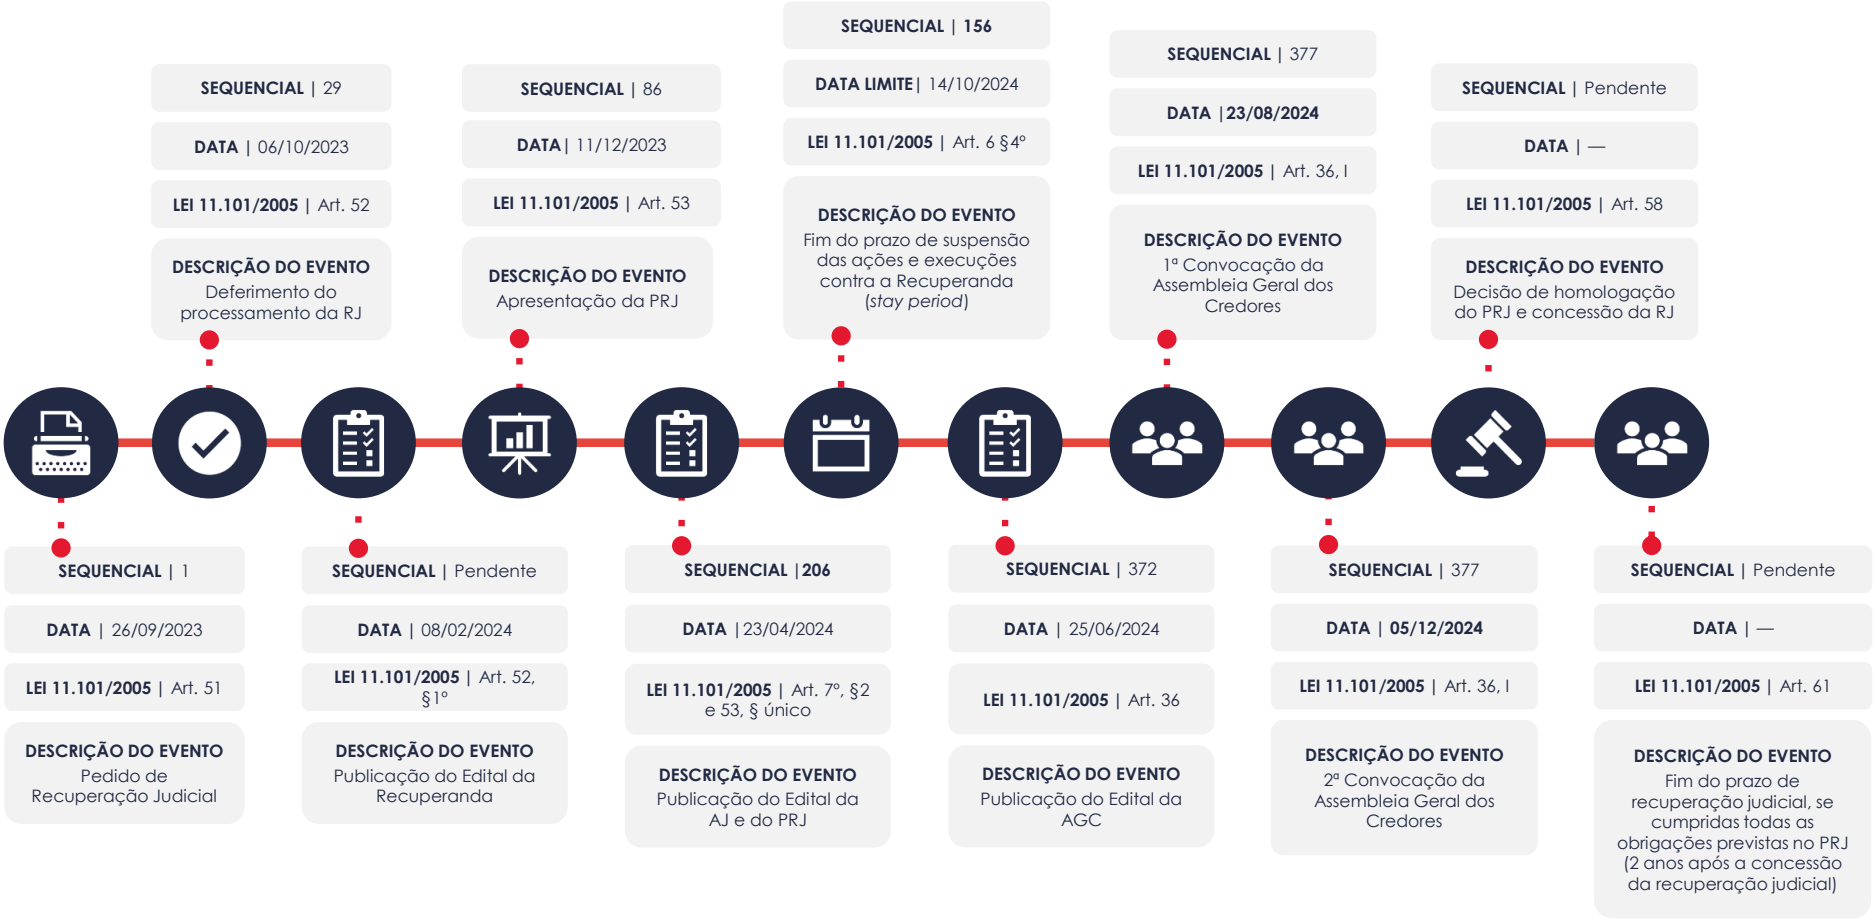 SEQUENCIAL | 1
DATA | 26/09/2023
LEI 11.101/2005 | Art. 51
DESCRIÇÃO DO EVENTO
Pedido de
Recuperação Judicial
SEQUENCIAL | 29
DATA | 06/10/2023
LEI 11.101/2005 | Art. 52
DESCRIÇÃO DO EVENTO
Deferimento do
processamento da RJ
SEQUENCIAL | Pendente
DATA | 08/02/2024
LEI 11.101/2005 | Art. 52,
§1º
DESCRIÇÃO DO EVENTO
Publicação do Edital da
Recuperanda
SEQUENCIAL | 86
DATA| 11/12/2023
LEI 11.101/2005 | Art. 53
DESCRIÇÃO DO EVENTO
Apresentação da PRJ
SEQUENCIAL |206
DATA |23/04/2024
LEI 11.101/2005 | Art. 7º, §2
e 53, § único
DESCRIÇÃO DO EVENTO
Publicação do Edital da
AJ e do PRJ
SEQUENCIAL | 156
DATA LIMITE| 14/10/2024
LEI 11.101/2005 | Art. 6 §4º
DESCRIÇÃO DO EVENTO
Fim do prazo de suspensão
das ações e execuções
contra a Recuperanda
(stay period)
SEQUENCIAL | 372
DATA | 25/06/2024
LEI 11.101/2005 | Art. 36
DESCRIÇÃO DO EVENTO
Publicação do Edital da
AGC
SEQUENCIAL | 377
DATA |23/08/2024
LEI 11.101/2005 | Art. 36, I
DESCRIÇÃO DO EVENTO
1ª Convocação da
Assembleia Geral dos
Credores
SEQUENCIAL | 377
DATA | 05/12/2024
LEI 11.101/2005 | Art. 36, I
DESCRIÇÃO DO EVENTO
2ª Convocação da
Assembleia Geral dos
Credores
SEQUENCIAL | Pendente
DATA | —
LEI 11.101/2005 | Art. 58
DESCRIÇÃO DO EVENTO
Decisão de homologação
do PRJ e concessão da RJ
SEQUENCIAL | Pendente
DATA | —
LEI 11.101/2005 | Art. 61
DESCRIÇÃO DO EVENTO
Fim do prazo de
recuperação judicial, se
cumpridas todas as
obrigações previstas no PRJ
(2 anos após a concessão
da recuperação judicial)